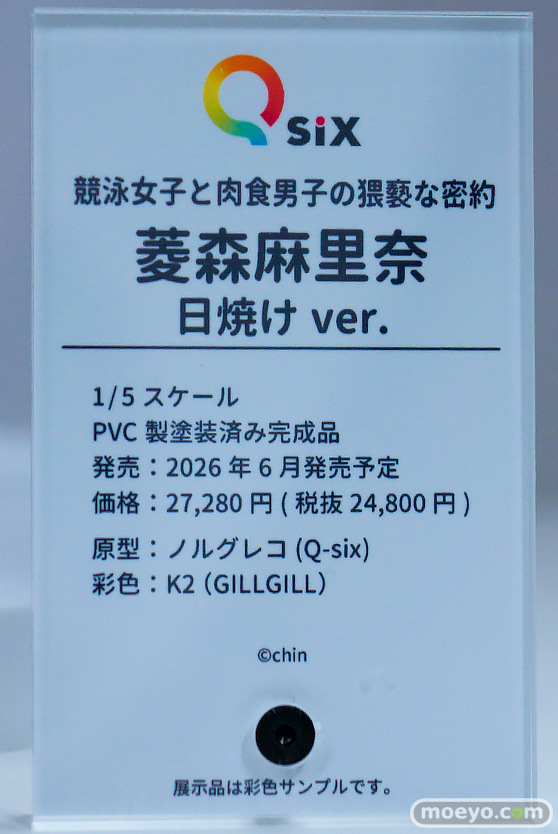 Q six
競泳女子と肉食男子の猥褻な密約
菱森麻里奈
日焼け ver.
1/5 スケール
PVC 製塗装済み完成品
発売：2026 年 6 月発売予定
価格：27,280 円 ( 税抜 24,800 円 )
原型：ノルグレコ (Q-six)
彩色：K2（GILLGILL）
©chin
展示品は彩色サンプルです。
moeyo.com